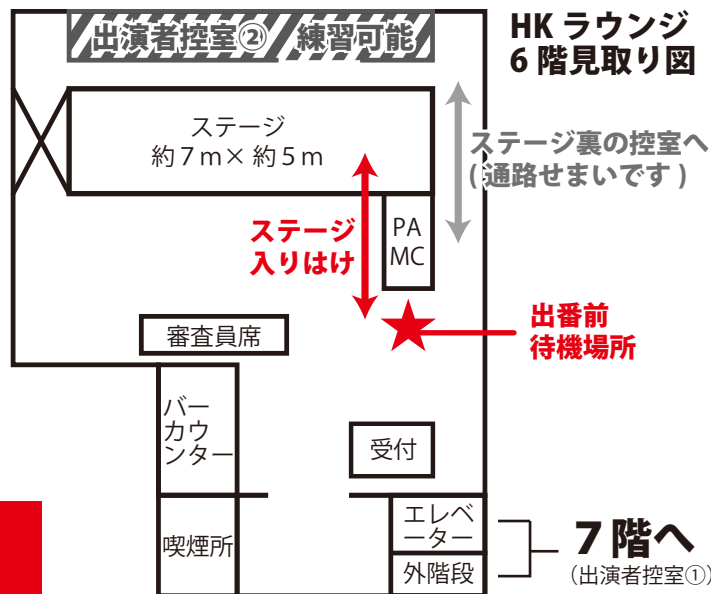 HK ラウンジ
6 階見取り図
出演者控室② 練習可能
ステージ
約７ｍ× 約５ｍ
ステージ裏の控室へ
( 通路せまいです )
ステージ
入りはけ
PA
MC
出番前
待機場所
審査員席
バー
カウ
ンター
受付
喫煙所
エレベ
ーター
外階段
７階へ
（出演者控室①）